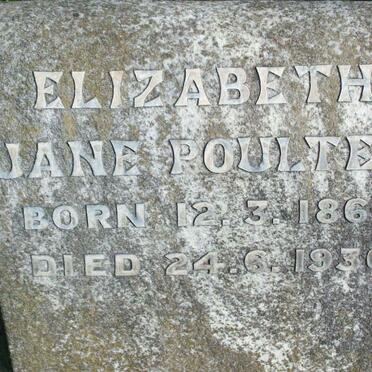 ELIZABETH
JANE POULTE
BORN 12.3.186
DIED 24.6.193